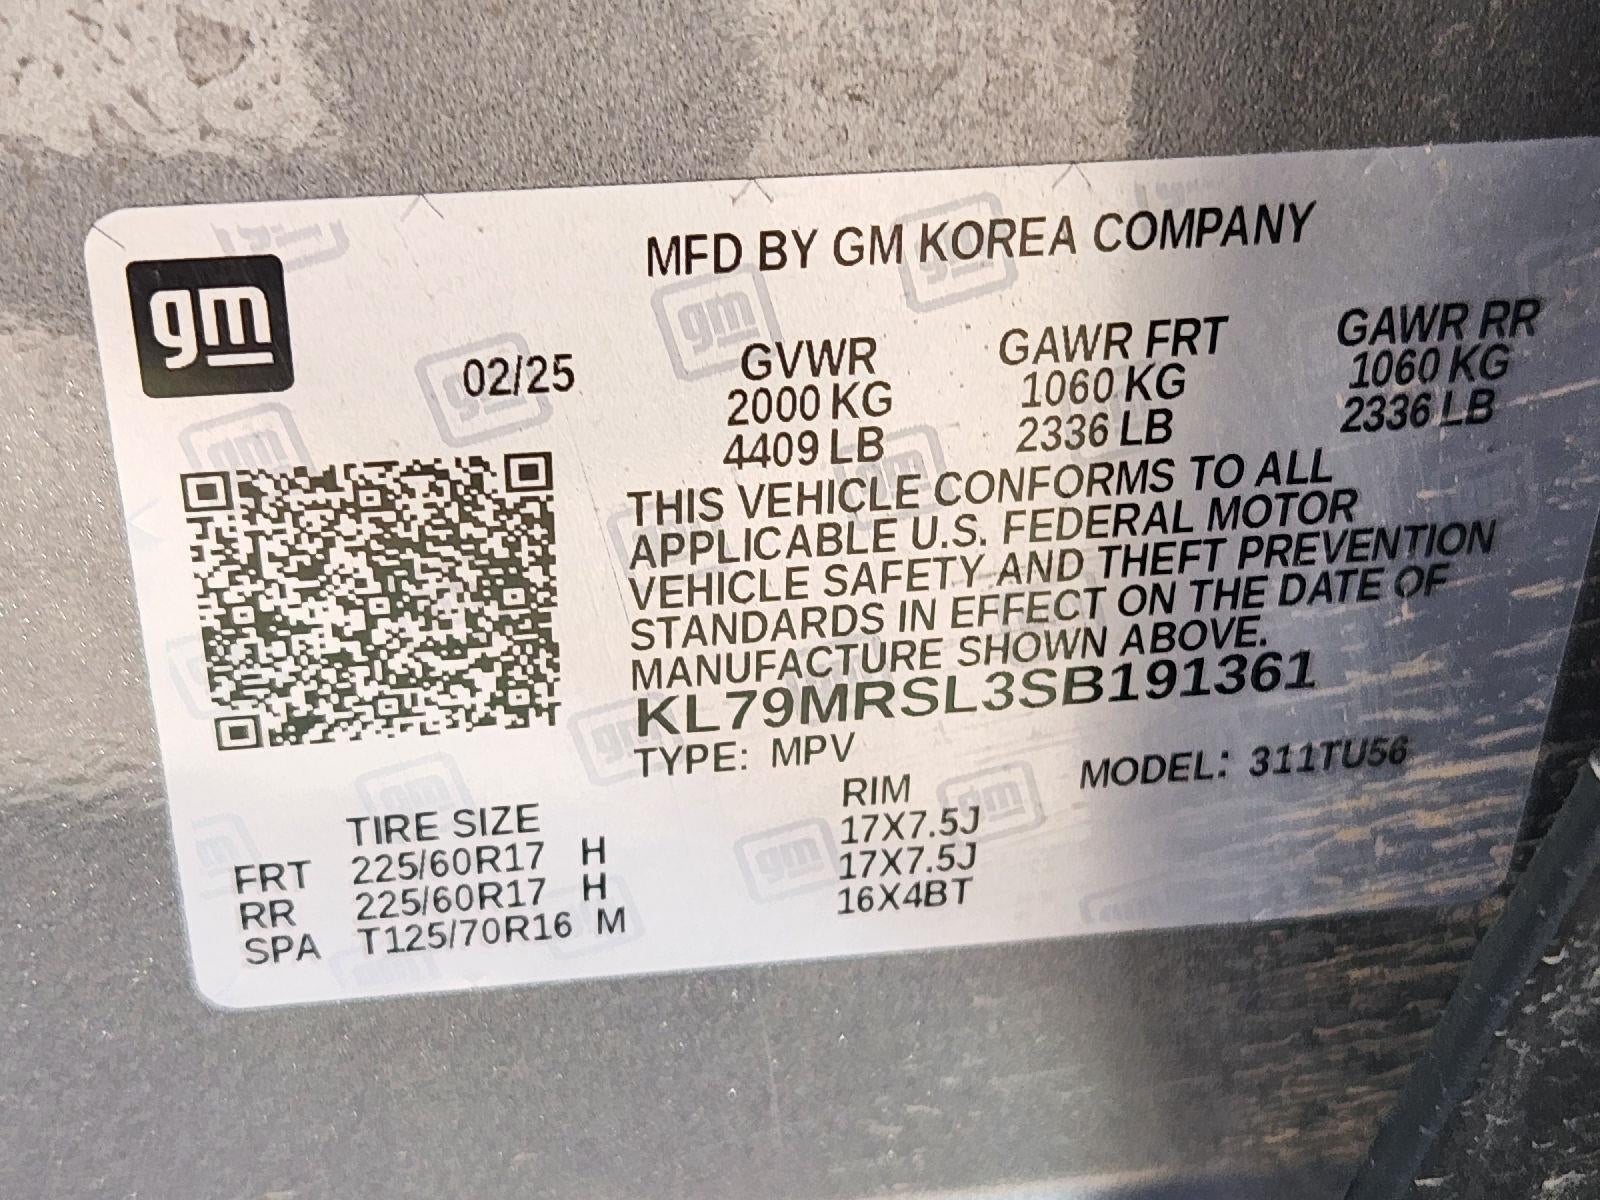 gm
MFD BY GM KOREA COMPANY
02/25
GVWR GAWR FRT GAWR RR
2000 KG 1060 KG 1060 KG
4409 LB 2336 LB 2336 LB
THIS VEHICLE CONFORMS TO ALL
APPLICABLE U.S. FEDERAL MOTOR
VEHICLE SAFETY AND THEFT PREVENTION
STANDARDS IN EFFECT ON THE DATE OF
MANUFACTURE SHOWN ABOVE.
KL79MRSL3SB191361
TYPE: MPV MODEL: 311TU56
TIRE SIZE RIM
FRT 225/60R17 H 17X7.5J
RR 225/60R17 H 17X7.5J
SPA T125/70R16 M 16X4BT